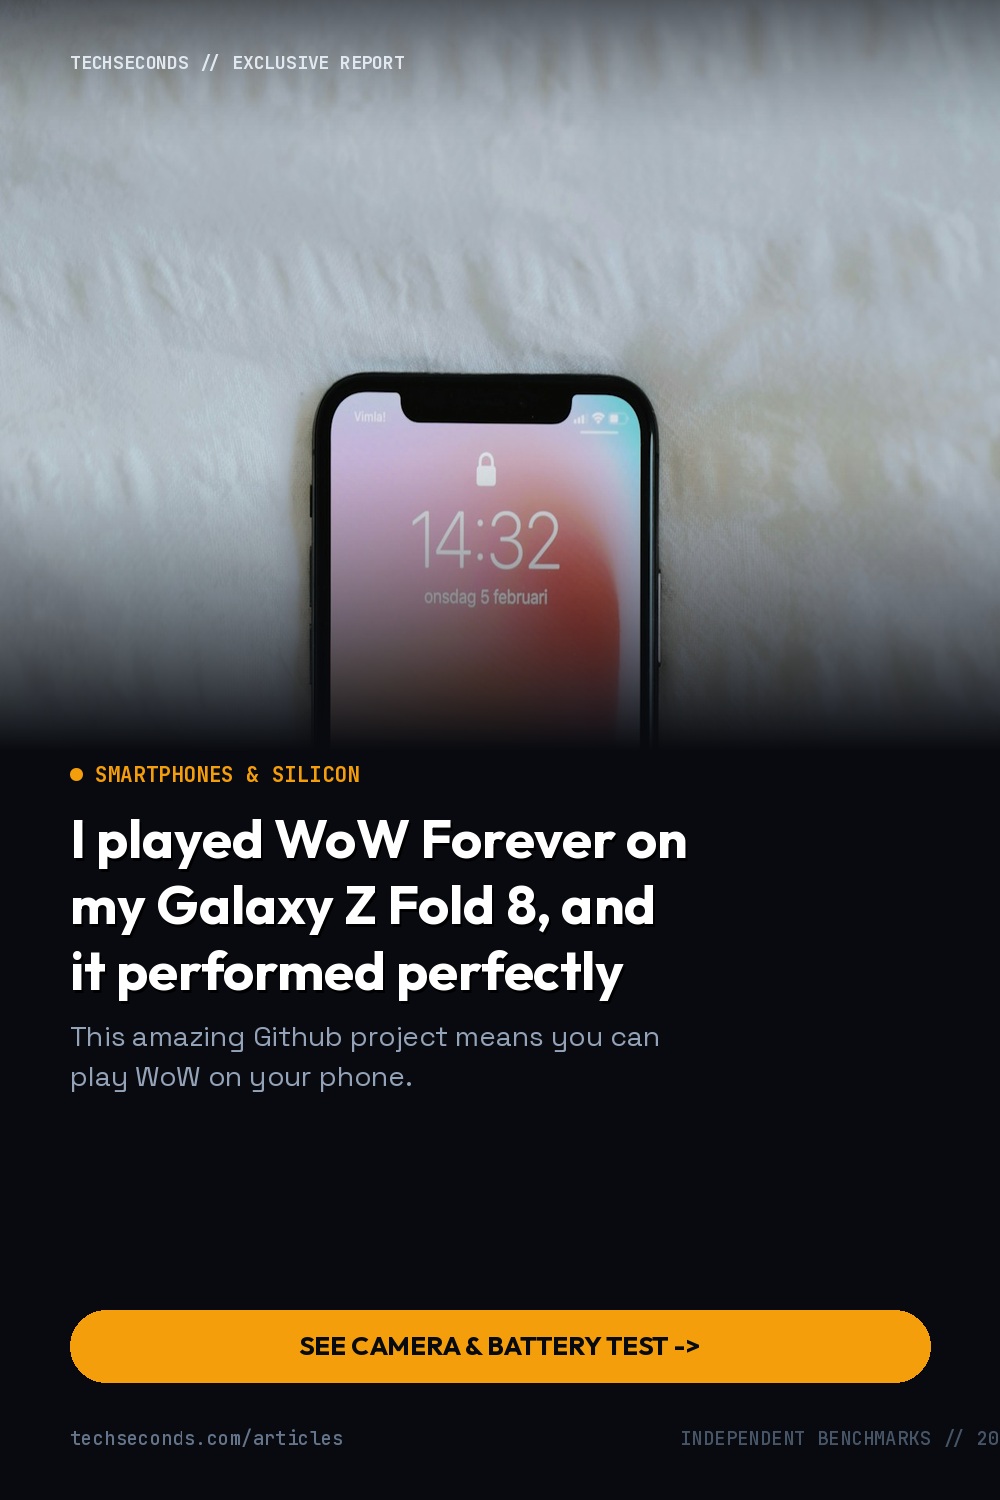 TECHSECONDS // EXCLUSIVE REPORT
Vimla!
14:32
onsdag 5 februari
SMARTPHONES & SILICON
I played WoW Forever on
my Galaxy Z Fold 8, and
it performed perfectly
This amazing Github project means you can
play WoW on your phone.
SEE CAMERA & BATTERY TEST ->
techseconds.com/articles
INDEPENDENT BENCHMARKS // 20